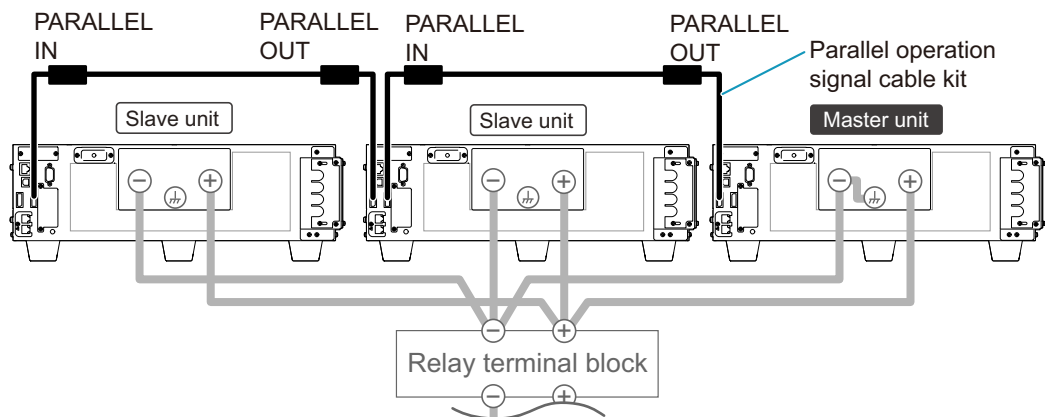 PARALLEL
IN
PARALLEL
OUT
PARALLEL
IN
PARALLEL
OUT
Parallel operation
signal cable kit
Slave unit
Slave unit
Master unit
− +
− +
− +
− +
Relay terminal block
− +